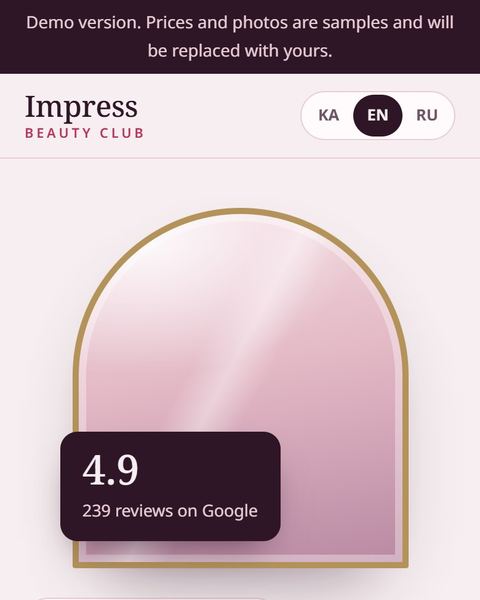 Demo version. Prices and photos are samples and will
be replaced with yours.
Impress
BEAUTY CLUB
KA EN RU
4.9
239 reviews on Google